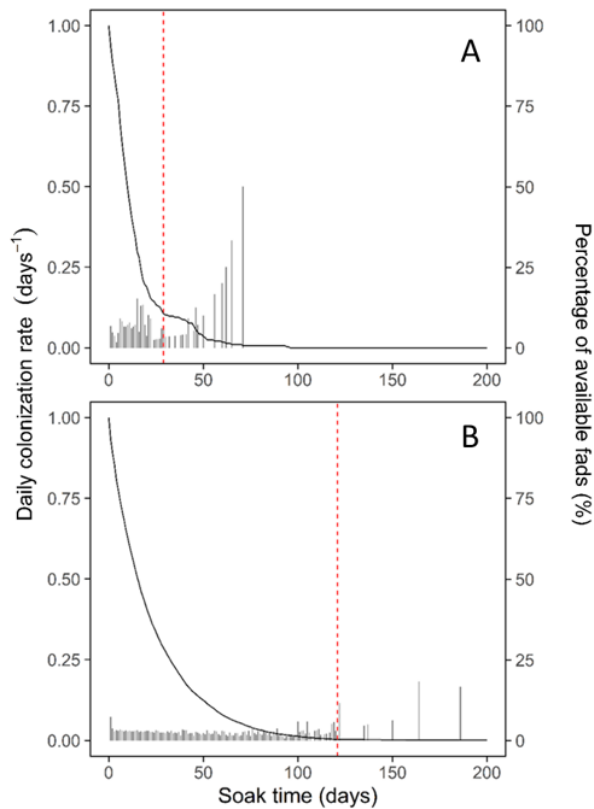 A
1.00
0.75
0.50
0.25
0.00
100
75
50
25
0
0 50 100 150 200
B
1.00
0.75
0.50
0.25
0.00
100
75
50
25
0
0 50 100 150 200
Soak time (days)
Daily colonization rate (days⁻¹)
Percentage of available fads (%)